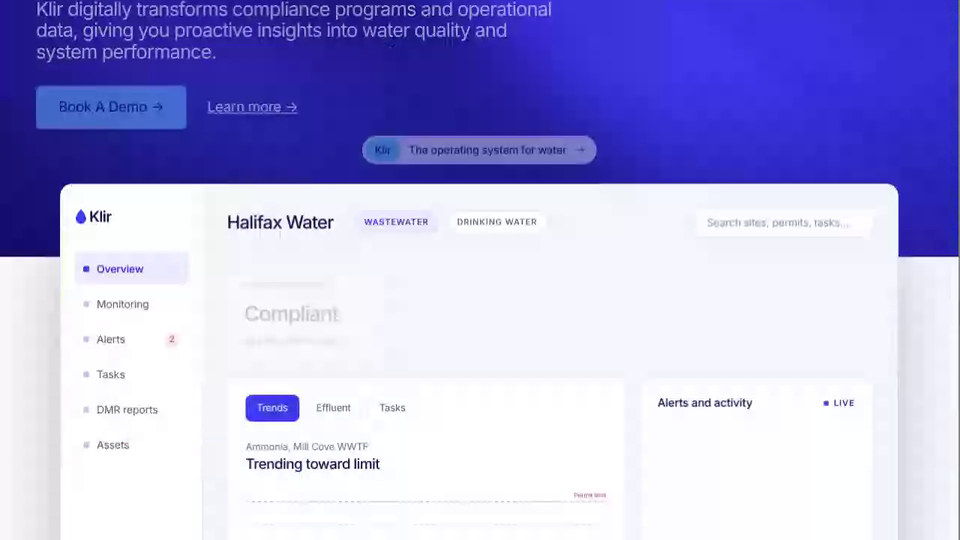 Klir digitally transforms compliance programs and operational
data, giving you proactive insights into water quality and
system performance.
Book A Demo →
Learn more →
Klir The operating system for water →
Klir
Halifax Water
WASTEWATER
DRINKING WATER
Search sites, permits, tasks...
Overview
Monitoring
Alerts 2
Tasks
DMR reports
Assets
Compliant
Trends
Effluent
Tasks
Ammonia, Mill Cove WWTF
Trending toward limit
Permit limit
Alerts and activity
LIVE